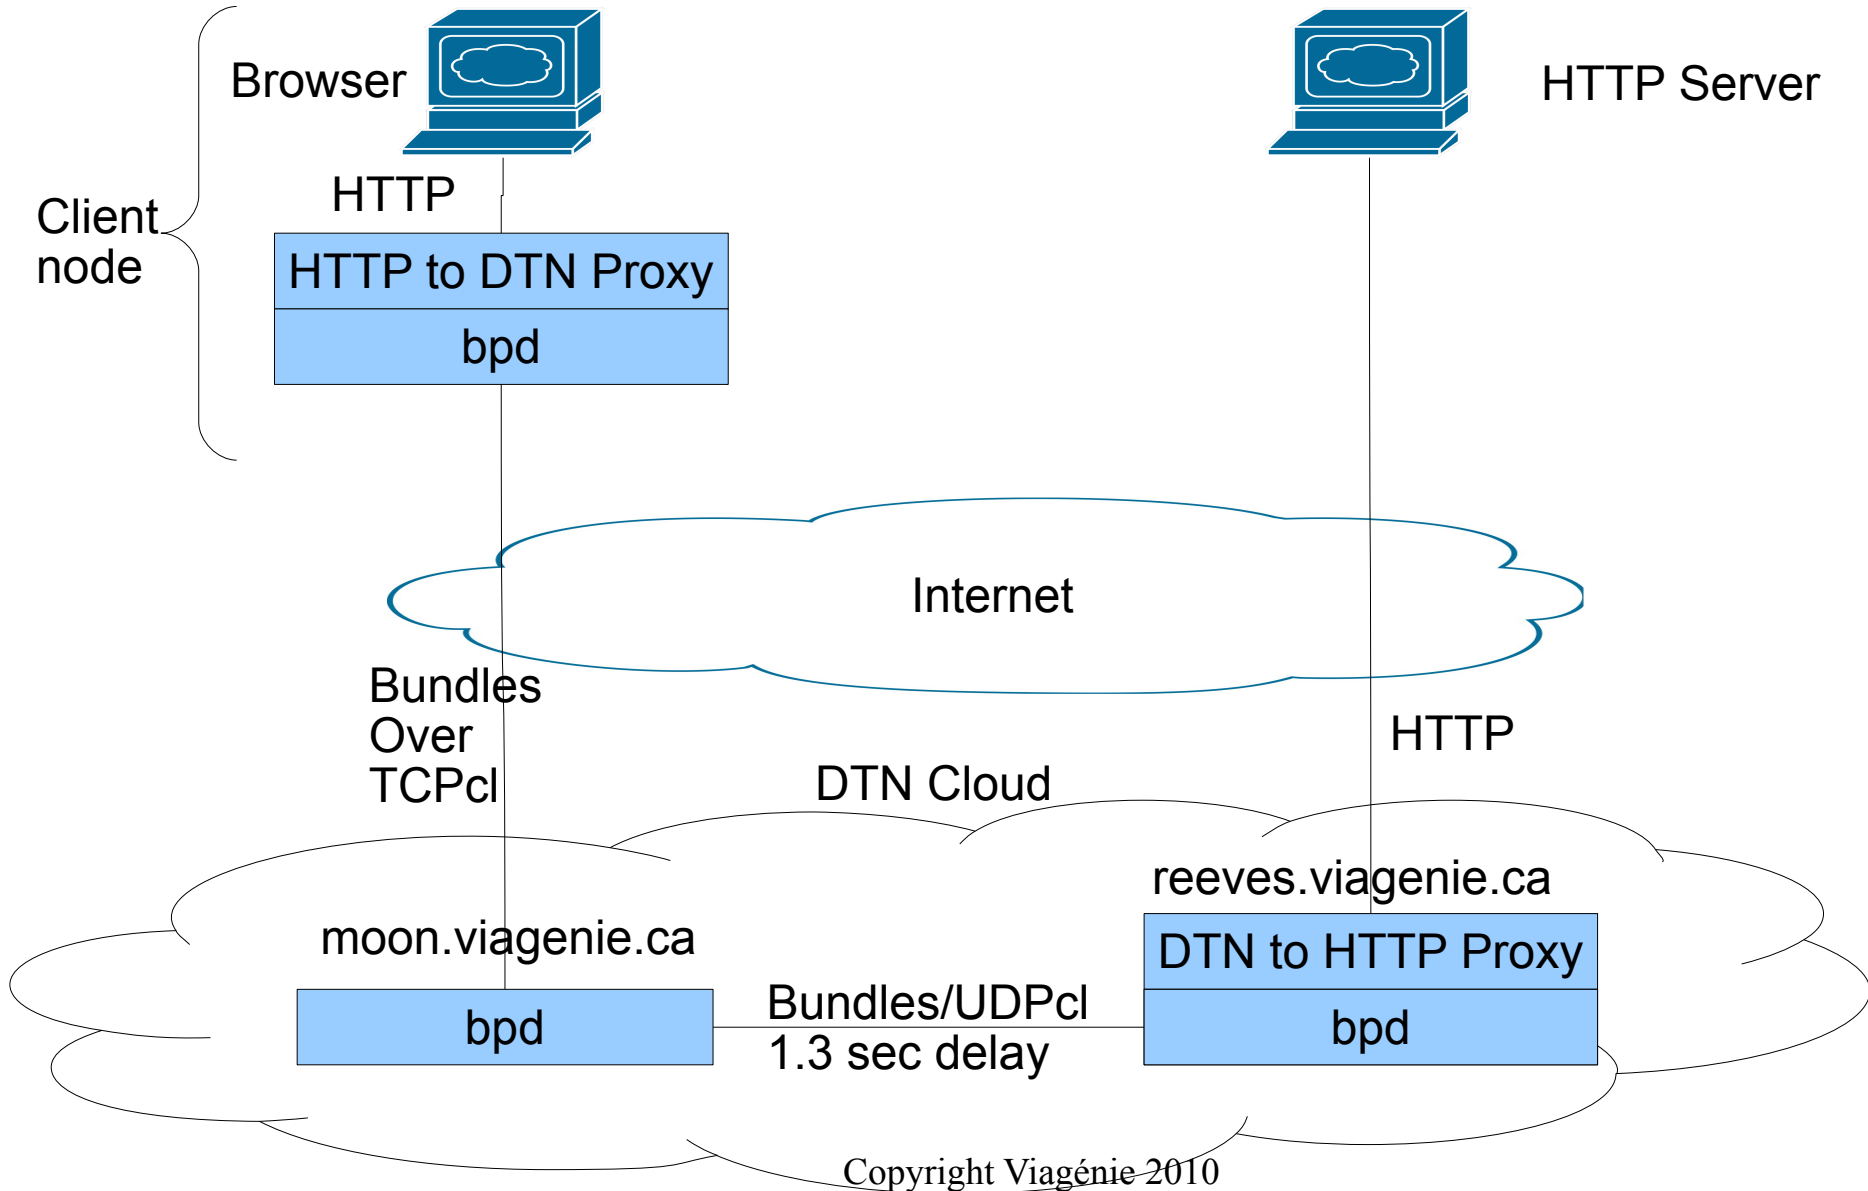 Browser
HTTP Server
HTTP
Client
node
HTTP to DTN Proxy
bpd
Internet
Bundles
Over
TCPcl
HTTP
DTN Cloud
reeves.viagenie.ca
moon.viagenie.ca
DTN to HTTP Proxy
Bundles/UDPcl
1.3 sec delay
bpd
bpd
Copyright Viagénie 2010